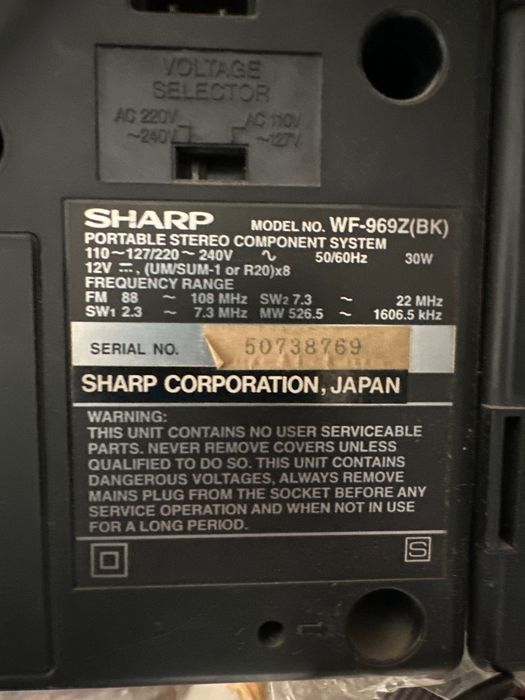 VOLTAGE
SELECTOR
AC 220V AC 110V
~240V ~127V
SHARP MODEL NO. WF-969Z(BK)
PORTABLE STEREO COMPONENT SYSTEM
110~127/220~240V ∿ 50/60Hz 30W
12V ⎓, (UM/SUM-1 or R20)x8
FREQUENCY RANGE
FM 88 ~ 108 MHz SW2 7.3 ~ 22 MHz
SW1 2.3 ~ 7.3 MHz MW 526.5 ~ 1606.5 kHz
SERIAL NO. 50738769
SHARP CORPORATION, JAPAN
WARNING:
THIS UNIT CONTAINS NO USER SERVICEABLE
PARTS. NEVER REMOVE COVERS UNLESS
QUALIFIED TO DO SO. THIS UNIT CONTAINS
DANGEROUS VOLTAGES, ALWAYS REMOVE
MAINS PLUG FROM THE SOCKET BEFORE ANY
SERVICE OPERATION AND WHEN NOT IN USE
FOR A LONG PERIOD.
S